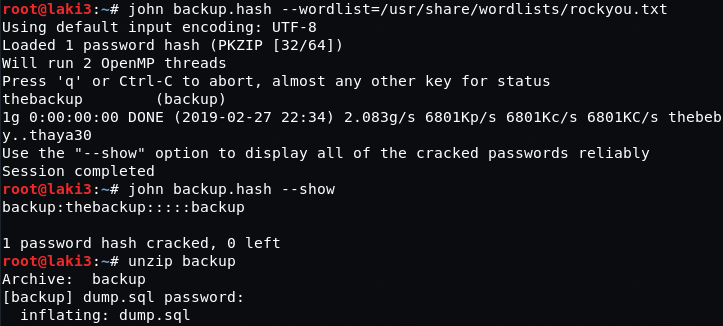 root@laki3:~# john backup.hash --wordlist=/usr/share/wordlists/rockyou.txt
Using default input encoding: UTF-8
Loaded 1 password hash (PKZIP [32/64])
Will run 2 OpenMP threads
Press 'q' or Ctrl-C to abort, almost any other key for status
thebackup        (backup)
1g 0:00:00:00 DONE (2019-02-27 22:34) 2.083g/s 6801Kp/s 6801Kc/s 6801KC/s thebeb
y..thaya30
Use the "--show" option to display all of the cracked passwords reliably
Session completed
root@laki3:~# john backup.hash --show
backup:thebackup:::::backup
1 password hash cracked, 0 left
root@laki3:~# unzip backup
Archive:  backup
[backup] dump.sql password:
  inflating: dump.sql